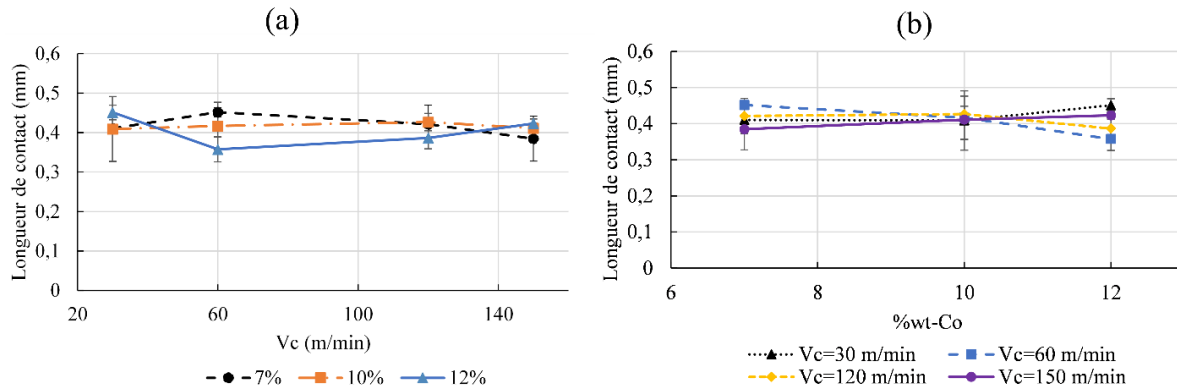 (a)
Longueur de contact (mm)
0,6
0,5
0,4
0,3
0,2
0,1
0
20 60 100 140
Vc (m/min)
7% 10% 12%
(b)
Longueur de contact (mm)
0,6
0,5
0,4
0,3
0,2
0,1
0
6 8 10 12
%wt-Co
Vc=30 m/min Vc=60 m/min
Vc=120 m/min Vc=150 m/min